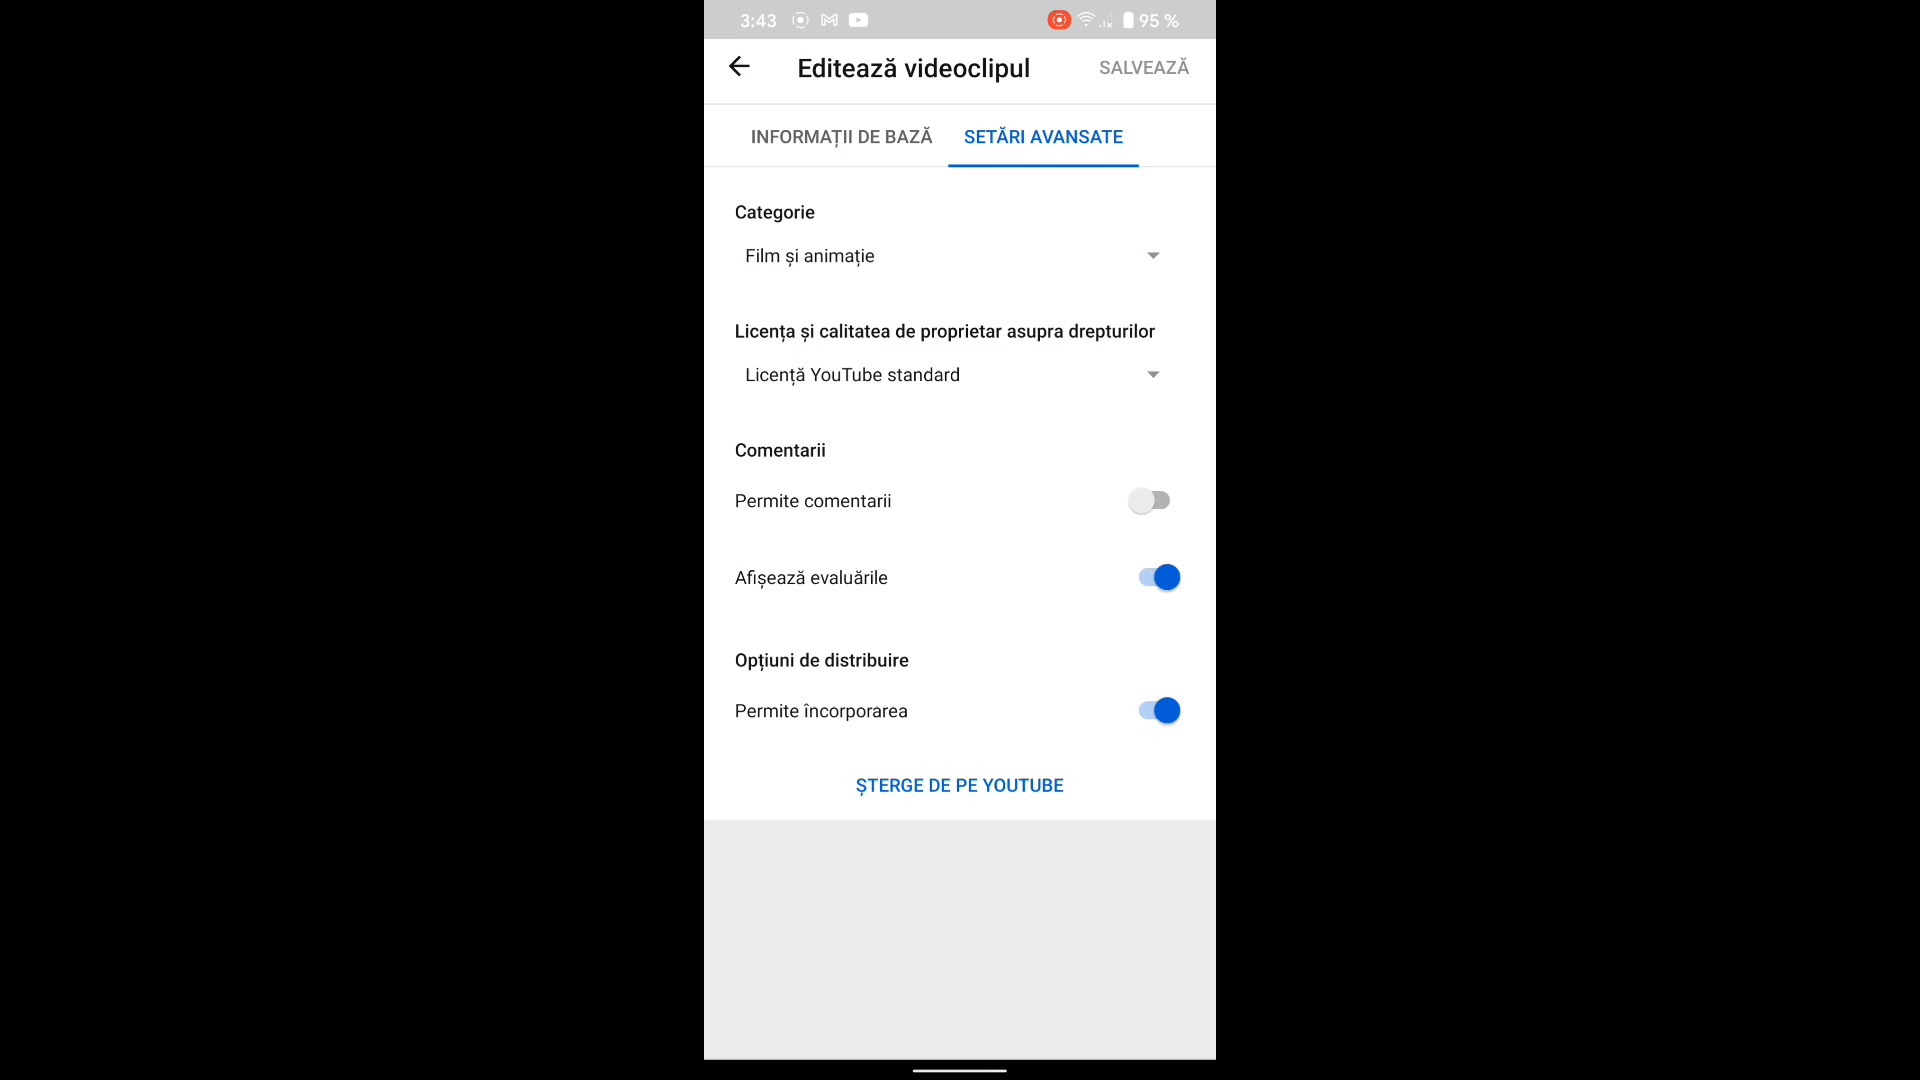 3:43
95 %
Editează videoclipul
SALVEAZĂ
INFORMAȚII DE BAZĂ
SETĂRI AVANSATE
Categorie
Film și animație
Licența și calitatea de proprietar asupra drepturilor
Licență YouTube standard
Comentarii
Permite comentarii
Afișează evaluările
Opțiuni de distribuire
Permite încorporarea
ȘTERGE DE PE YOUTUBE